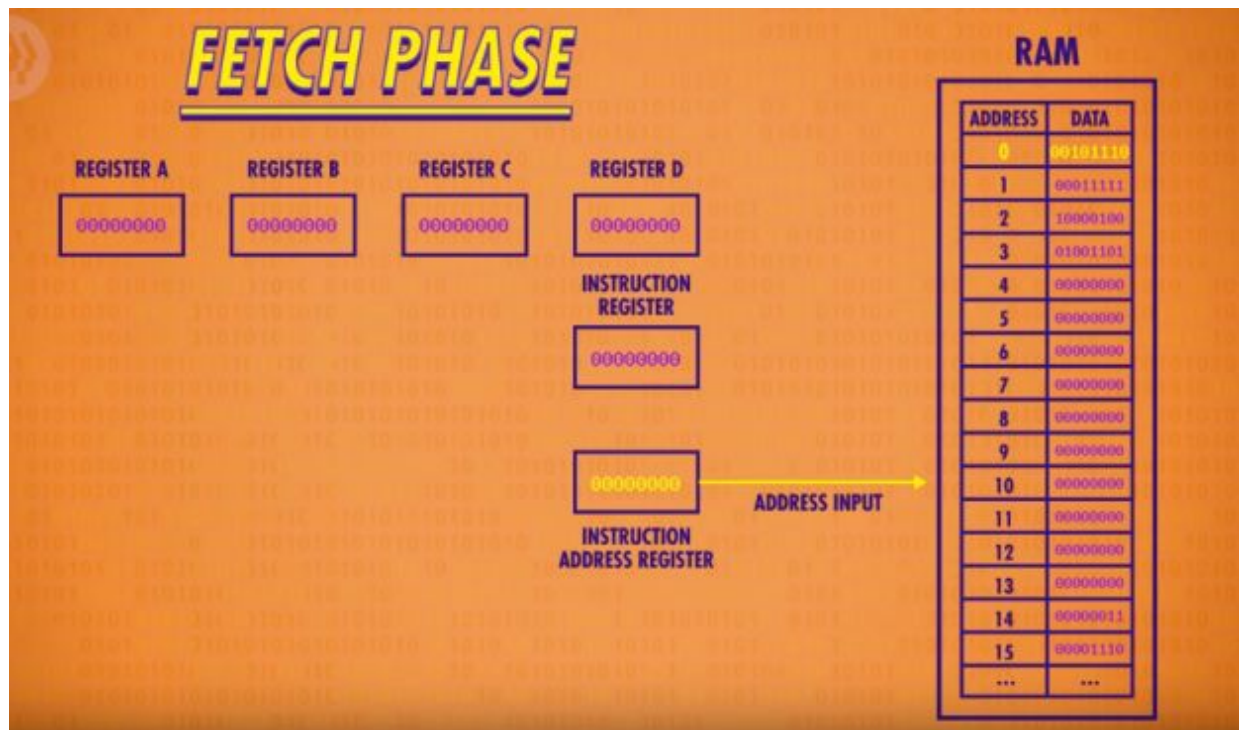 FETCH PHASE
RAM
ADDRESS DATA
0 00101110
1 00011111
2 10000100
3 01001101
4 00000000
5 00000000
6 00000000
7 00000000
8 00000000
9 00000000
10 00000000
11 00000000
12 00000000
13 00000000
14 00000011
15 00001110
... ...
REGISTER A REGISTER B REGISTER C REGISTER D
00000000 00000000 00000000 00000000
INSTRUCTION
REGISTER
00000000
00000000
ADDRESS INPUT
INSTRUCTION
ADDRESS REGISTER